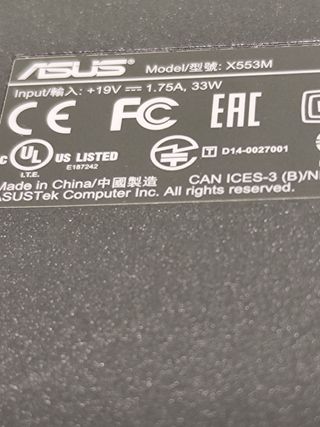 ASUS Model/型號: X553M
Input/輸入: +19V ⎓ 1.75A, 33W
CE FC EAC
c UL US LISTED T D14-0027001
I.T.E. E187242
Made in China/中國製造 CAN ICES-3 (B)/N
ASUSTek Computer Inc. All rights reserved.